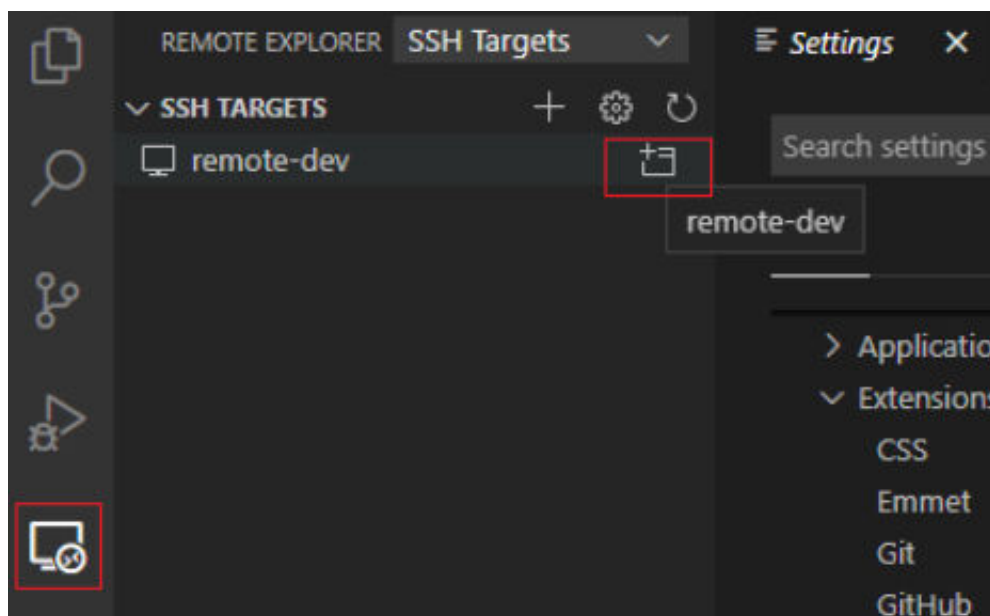 REMOTE EXPLORER SSH Targets
Settings
SSH TARGETS
remote-dev
Search settings
remote-dev
Applicatio
Extensions
CSS
Emmet
Git
GitHub